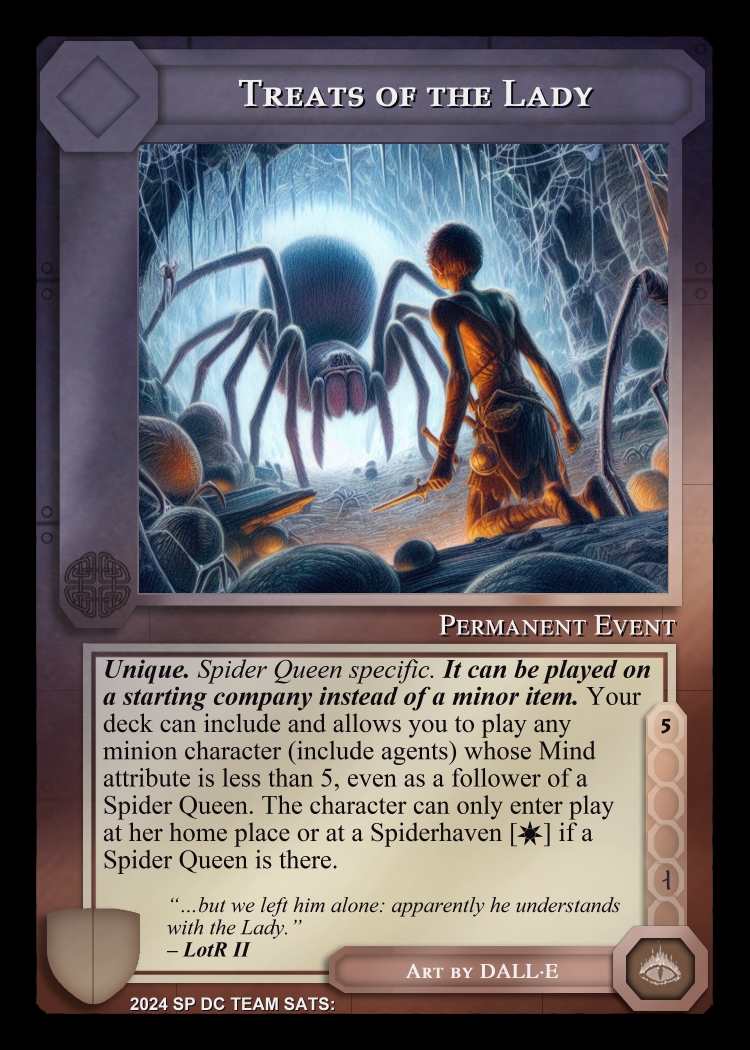 Treats of the Lady
Permanent Event
Unique. Spider Queen specific. It can be played on
a starting company instead of a minor item. Your
deck can include and allows you to play any
minion character (include agents) whose Mind
attribute is less than 5, even as a follower of a
Spider Queen. The character can only enter play
at her home place or at a Spiderhaven [✷] if a
Spider Queen is there.
5
“...but we left him alone: apparently he understands
with the Lady.”
– LotR II
Art by DALL·E
2024 SP DC TEAM SATS: